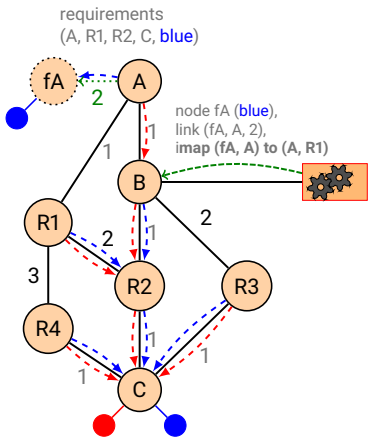 requirements
(A, R1, R2, C, blue)
fA
A
2
node fA (blue),
link (fA, A, 2),
imap (fA, A) to (A, R1)
1
1
B
R1
2
2
1
3
R2
R3
R4
1
1
1
C